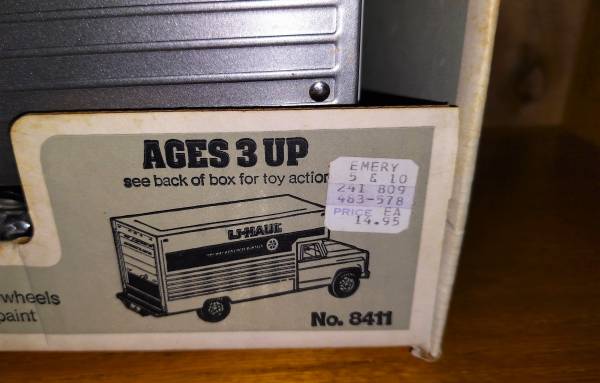 AGES 3 UP
see back of box for toy action
EMERY
5 & 10
241 809
483-578
PRICE EA
14.95
U-HAUL
wheels
paint
No. 8411